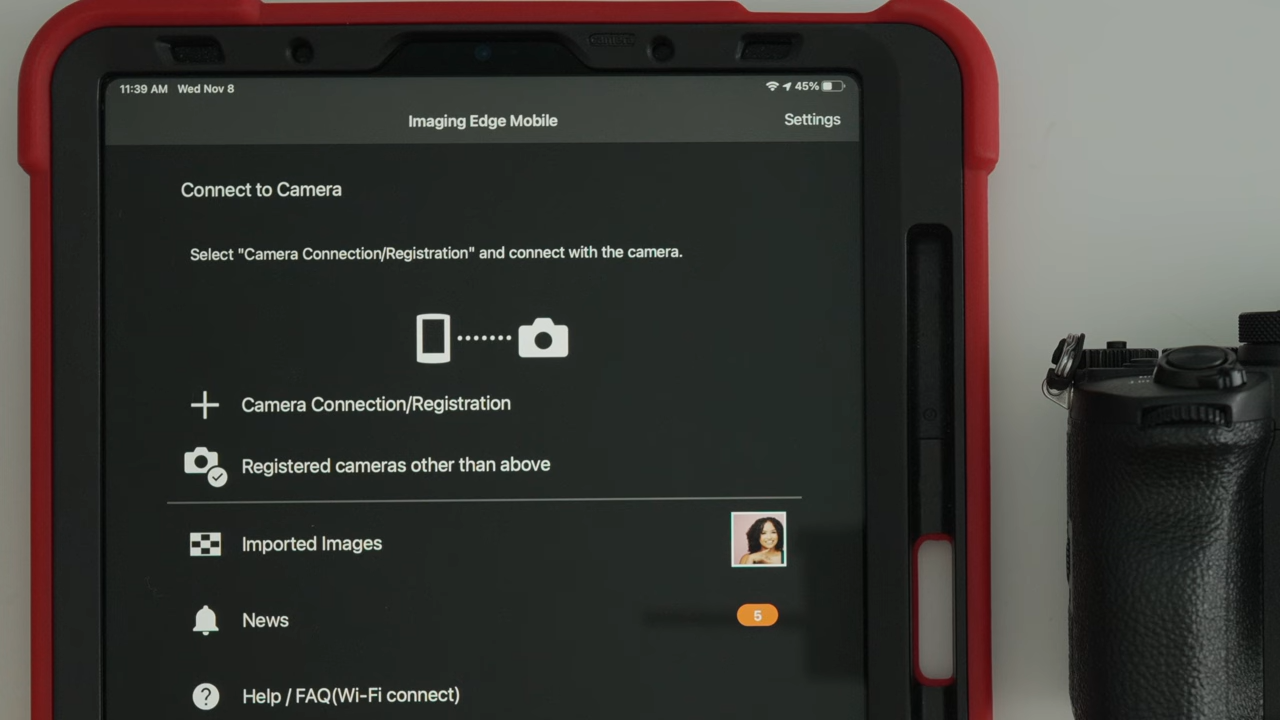 11:39 AM Wed Nov 8
45%
Imaging Edge Mobile
Settings
Connect to Camera
Select "Camera Connection/Registration" and connect with the camera.
Camera Connection/Registration
Registered cameras other than above
Imported Images
News
5
Help / FAQ(Wi-Fi connect)